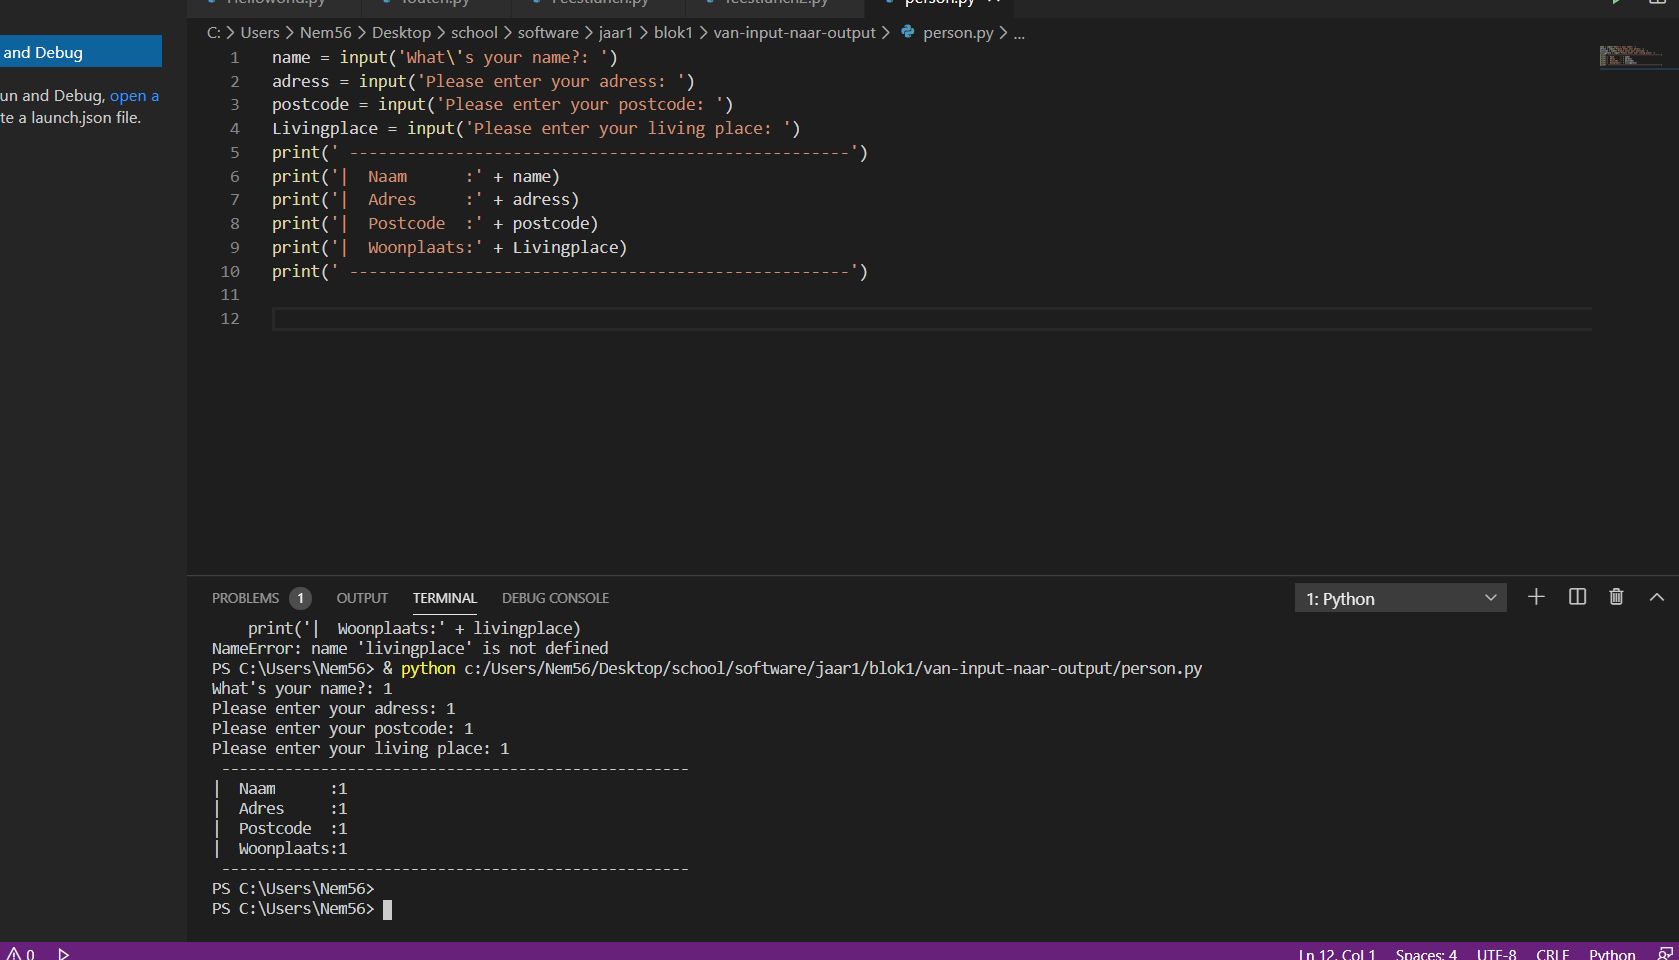 Helloworld.py fouten.py Feestlunch.py feestlunch2.py person.py
and Debug
C: > Users > Nem56 > Desktop > school > software > jaar1 > blok1 > van-input-naar-output > person.py > ...
un and Debug, open a
te a launch.json file.
1 name = input('What\'s your name?: ')
2 adress = input('Please enter your adress: ')
3 postcode = input('Please enter your postcode: ')
4 Livingplace = input('Please enter your living place: ')
5 print(' ----------------------------------------------------')
6 print('|  Naam      :' + name)
7 print('|  Adres     :' + adress)
8 print('|  Postcode  :' + postcode)
9 print('|  Woonplaats:' + Livingplace)
10 print(' ----------------------------------------------------')
11
12
PROBLEMS 1 OUTPUT TERMINAL DEBUG CONSOLE 1: Python
print('|  Woonplaats:' + livingplace)
NameError: name 'livingplace' is not defined
PS C:\Users\Nem56> & python c:/Users/Nem56/Desktop/school/software/jaar1/blok1/van-input-naar-output/person.py
What's your name?: 1
Please enter your adress: 1
Please enter your postcode: 1
Please enter your living place: 1
 ----------------------------------------------------
|  Naam      :1
|  Adres     :1
|  Postcode  :1
|  Woonplaats:1
 ----------------------------------------------------
PS C:\Users\Nem56>
PS C:\Users\Nem56>
0 Ln 12, Col 1 Spaces: 4 UTF-8 CRLF Python